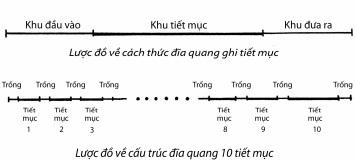 Khu đầu vào Khu tiết mục Khu đưa ra
Lược đồ về cách thức đĩa quang ghi tiết mục
Trống Trống Trống Trống Trống Trống Trống Trống
Tiết Tiết Tiết Tiết Tiết Tiết
mục mục mục mục mục mục
1 2 3 8 9 10
Lược đồ về cấu trúc đĩa quang 10 tiết mục